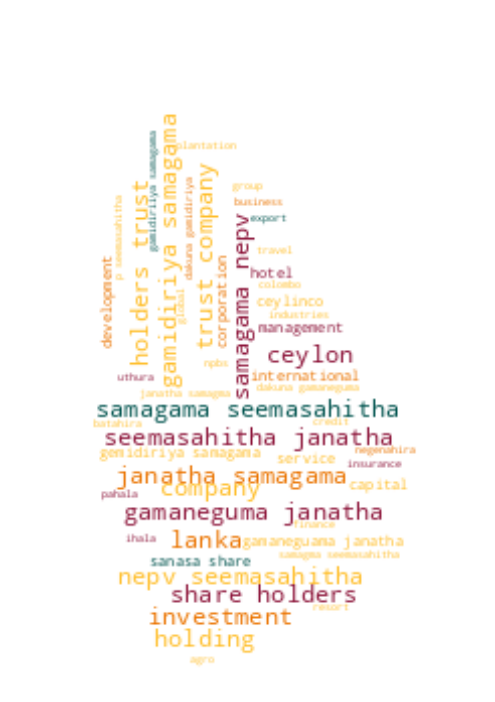 plantation
gamidiriya samagama
gamidiriya samagama
holders trust
trust company
dakuna gamidiriya
p seemasahitha
group
business
export
samagama nepv
travel
development
corporation
hotel
colombo
global
ceylinco
industries
management
ceylon
npbs
uthura
international
dakuna gamaneguma
janatha samagma
samagama seemasahitha
batahira
credit
seemasahitha janatha
gemidiriya samagama
negenahira
service
insurance
janatha samagama
company
capital
pahala
gamaneguma janatha
finance
ihala
lanka
gamaneguama janatha
samagma seemasahitha
sanasa share
nepv seemasahitha
share holders
resort
investment
holding
agro